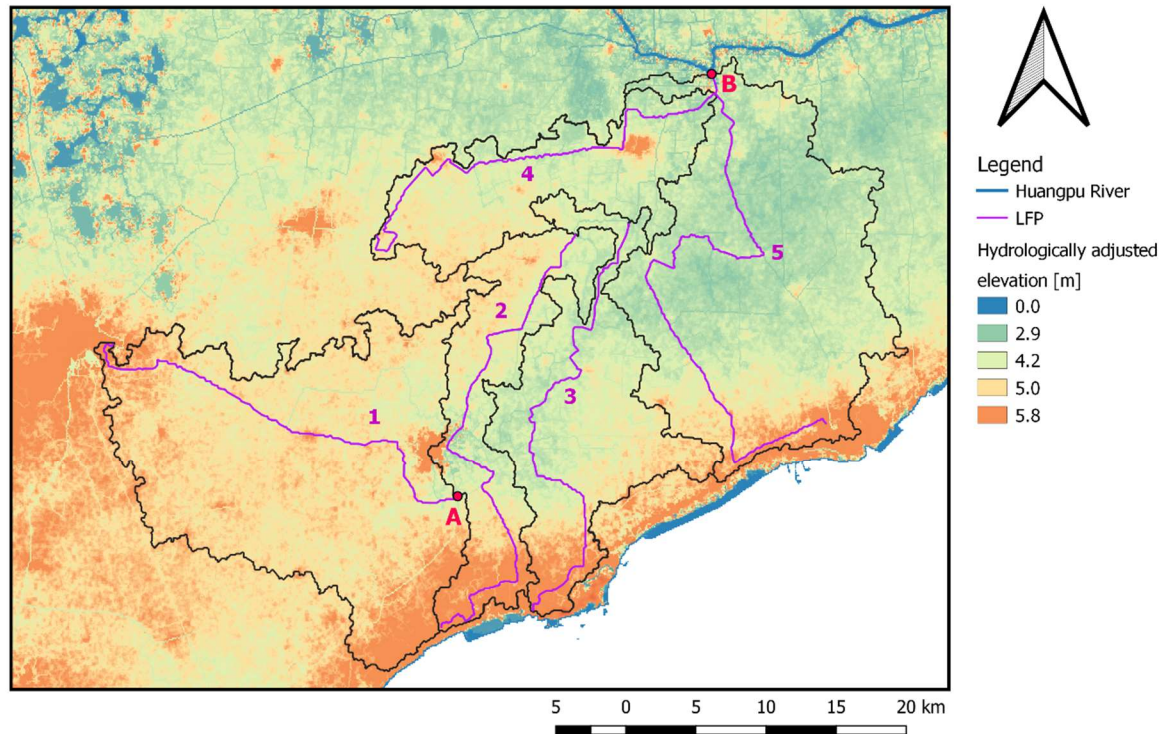 B
4
5
2
1
3
A
Legend
Huangpu River
LFP
Hydrologically adjusted
elevation [m]
0.0
2.9
4.2
5.0
5.8
5 0 5 10 15 20 km